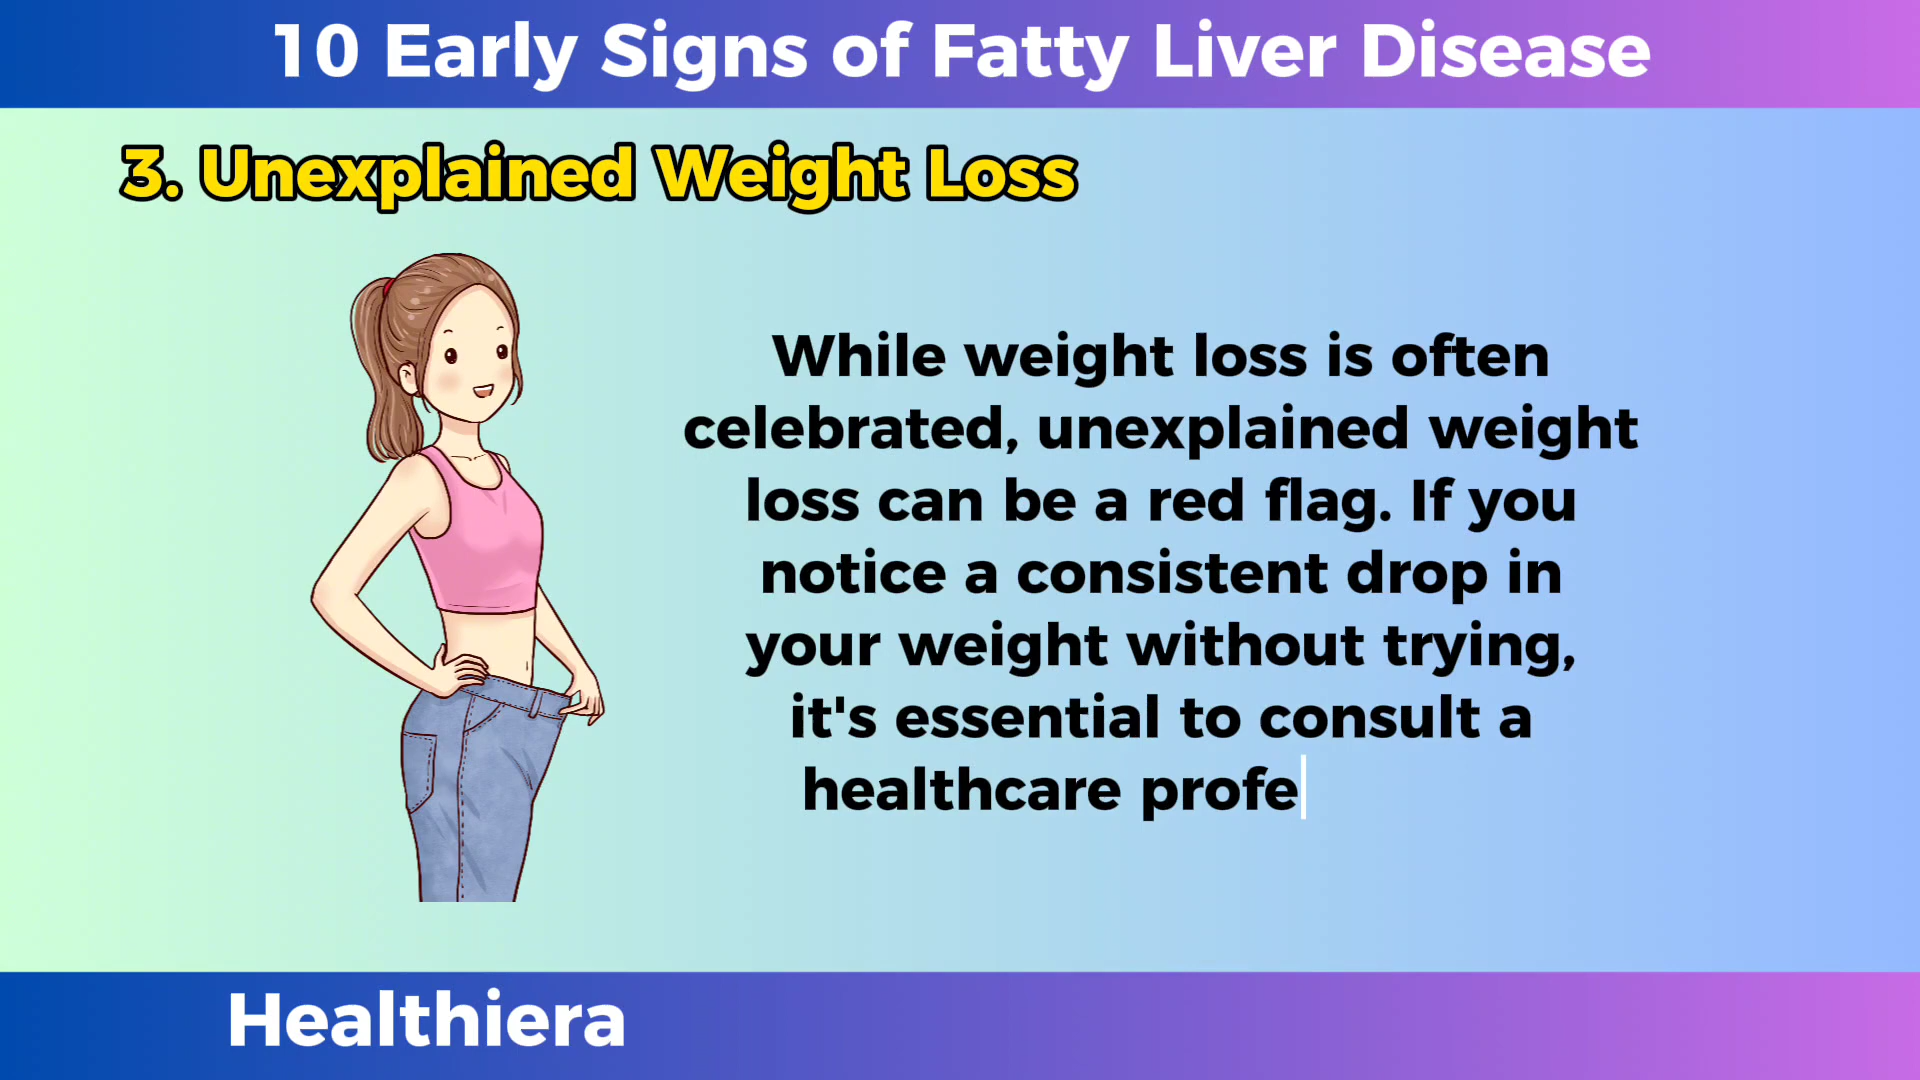 10 Early Signs of Fatty Liver Disease
3. Unexplained Weight Loss
While weight loss is often
celebrated, unexplained weight
loss can be a red flag. If you
notice a consistent drop in
your weight without trying,
it's essential to consult a
healthcare profe
Healthiera